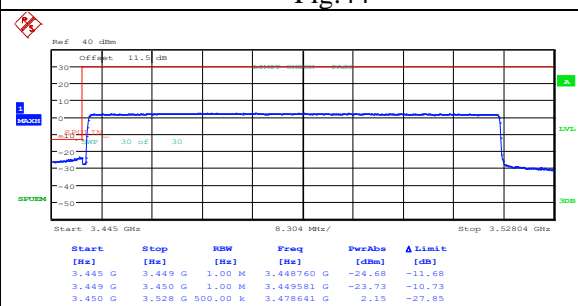 Fig.44
Ref 40 dBm
Offset 11.5 dB
30
LIMIT CHECK PASS
20
10
A
1
MAXH
0
-10
SPULIN
LVL
SWP 30 of 30
-20
-30
-40
SPUEM
-50
3DB
Start 3.445 GHz 8.304 MHz/ Stop 3.52804 GHz
Start Stop RBW Freq PwrAbs Δ Limit
[Hz] [Hz] [Hz] [Hz] [dBm] [dB]
3.445 G 3.449 G 1.00 M 3.448760 G -24.68 -11.68
3.449 G 3.450 G 1.00 M 3.449581 G -23.73 -10.73
3.450 G 3.528 G 500.00 k 3.478641 G 2.15 -27.85